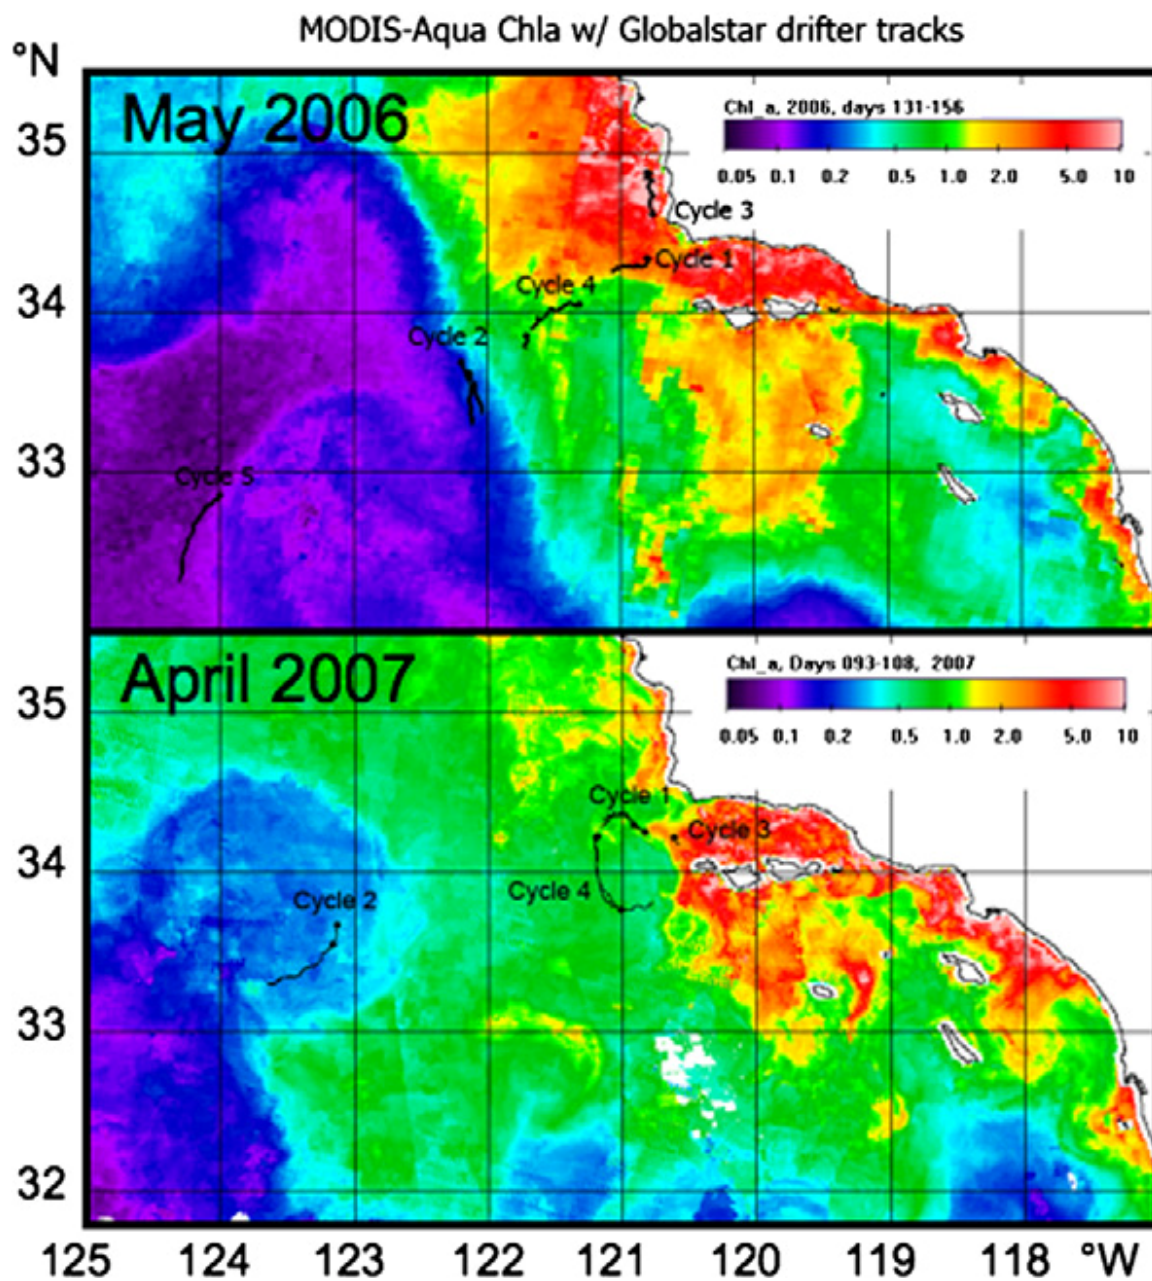 MODIS-Aqua Chla w/ Globalstar drifter tracks
°N
May 2006
Chl_a, 2006, days 131-156
0.05 0.1 0.2 0.5 1.0 2.0 5.0 10
35
Cycle 3
Cycle 1
Cycle 4
34
Cycle 2
33
Cycle 5
April 2007
Chl_a, Days 093-108, 2007
35
0.05 0.1 0.2 0.5 1.0 2.0 5.0 10
Cycle 1
Cycle 3
34
Cycle 4
Cycle 2
33
32
125 124 123 122 121 120 119 118 °W